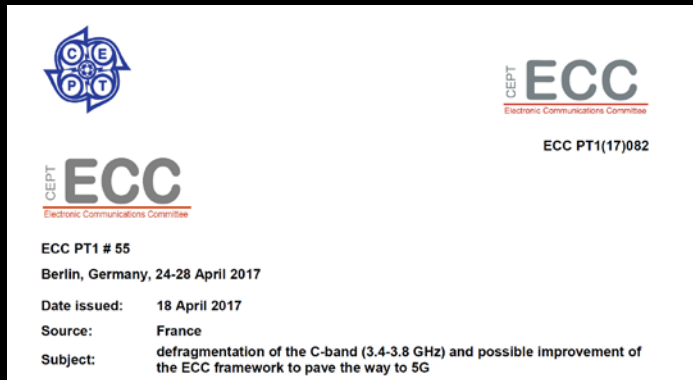 C E
P T
CEPT ECC
Electronic Communications Committee
ECC PT1(17)082
CEPT ECC
Electronic Communications Committee
ECC PT1 # 55
Berlin, Germany, 24-28 April 2017
Date issued: 18 April 2017
Source: France
Subject: defragmentation of the C-band (3.4-3.8 GHz) and possible improvement of
the ECC framework to pave the way to 5G